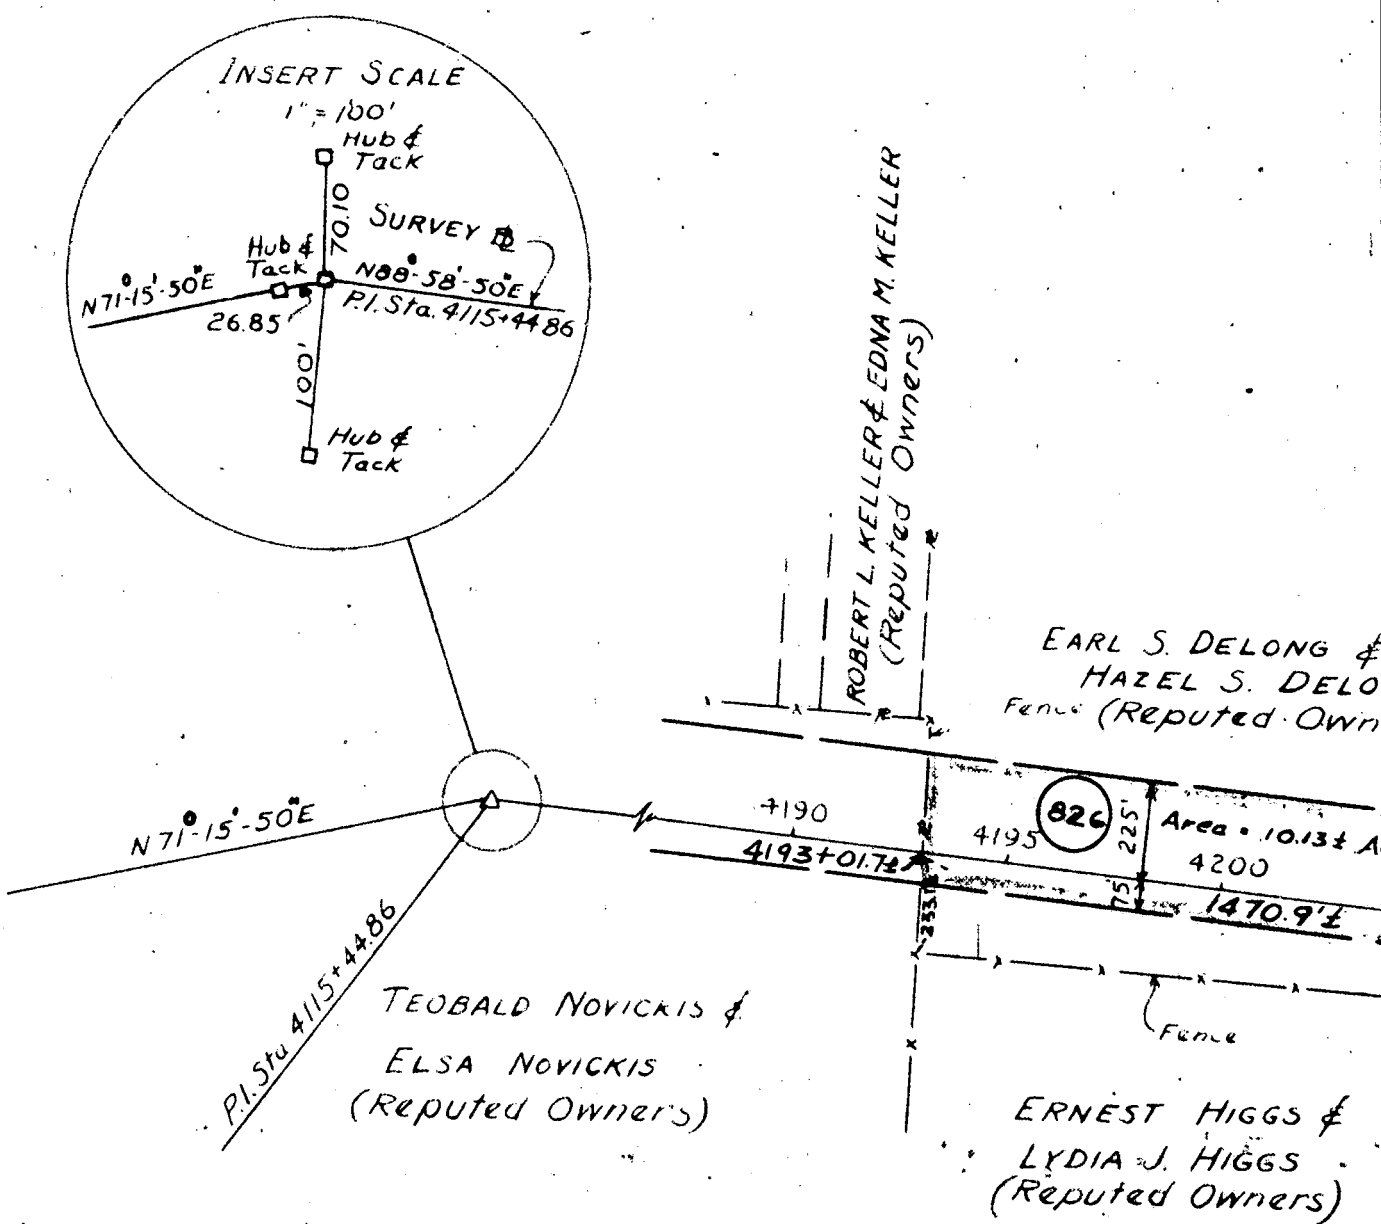 INSERT SCALE
1" = 100'
Hub &
Tack
70.10
SURVEY ℄
Hub &
Tack
N71°-15'-50"E
N88°-58'-50"E
P.I. Sta. 4115+44.86
26.85
100'
Hub &
Tack
ROBERT L. KELLER & EDNA M. KELLER
(Reputed Owners)
EARL S. DELONG &
HAZEL S. DELO
Fence (Reputed Own
N71°-15'-50"E
4190
4193+01.7±
4195
826
225'
75'
Area = 10.13± A
4200
1470.9'±
P.I. Sta 4115+44.86
TEOBALD NOVICKIS &
ELSA NOVICKIS
(Reputed Owners)
Fence
ERNEST HIGGS &
LYDIA J. HIGGS
(Reputed Owners)